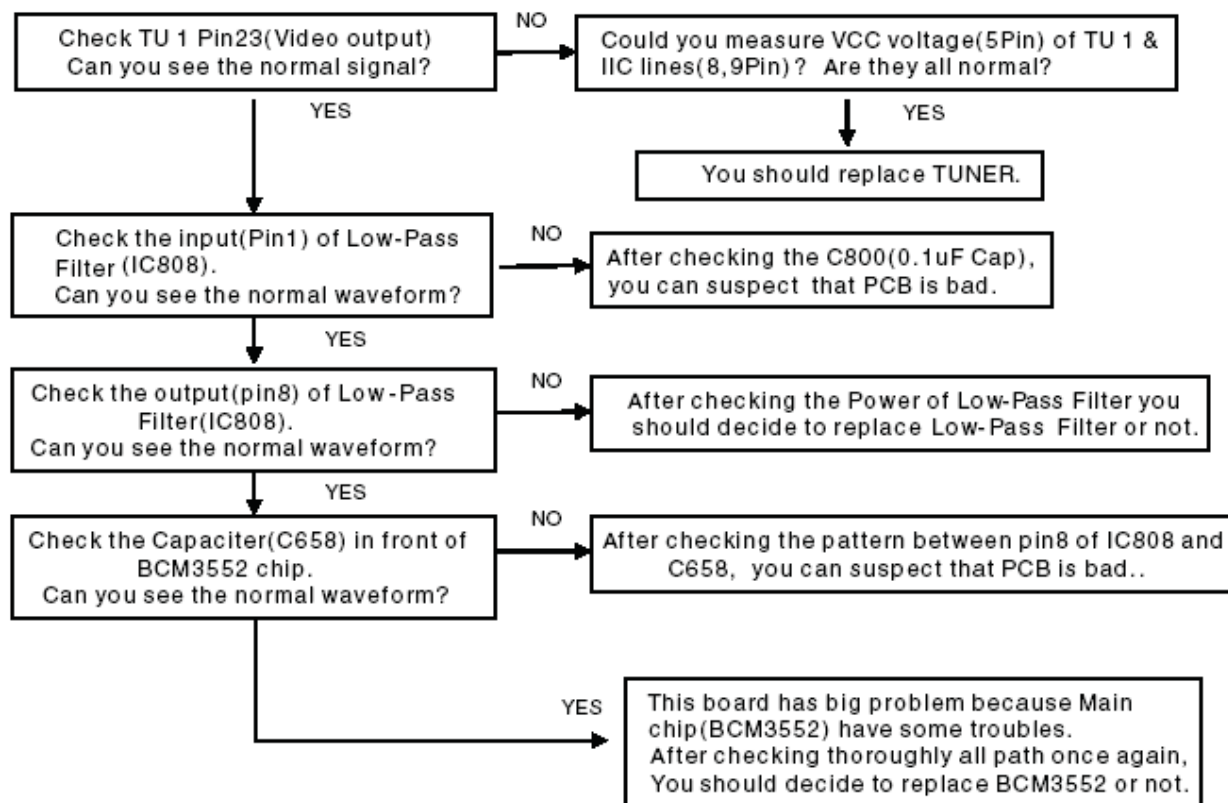 Check TU 1 Pin23(Video output)
Can you see the normal signal?
NO
Could you measure VCC voltage(5Pin) of TU 1 &
IIC lines(8,9Pin)? Are they all normal?
YES
YES
You should replace TUNER.
Check the input(Pin1) of Low-Pass
Filter(IC808).
Can you see the normal waveform?
NO
After checking the C800(0.1uF Cap),
you can suspect that PCB is bad.
YES
Check the output(pin8) of Low-Pass
Filter(IC808).
Can you see the normal waveform?
NO
After checking the Power of Low-Pass Filter you
should decide to replace Low-Pass Filter or not.
YES
Check the Capaciter(C658) in front of
BCM3552 chip.
Can you see the normal waveform?
NO
After checking the pattern between pin8 of IC808 and
C658, you can suspect that PCB is bad..
YES
This board has big problem because Main
chip(BCM3552) have some troubles.
After checking thoroughly all path once again,
You should decide to replace BCM3552 or not.